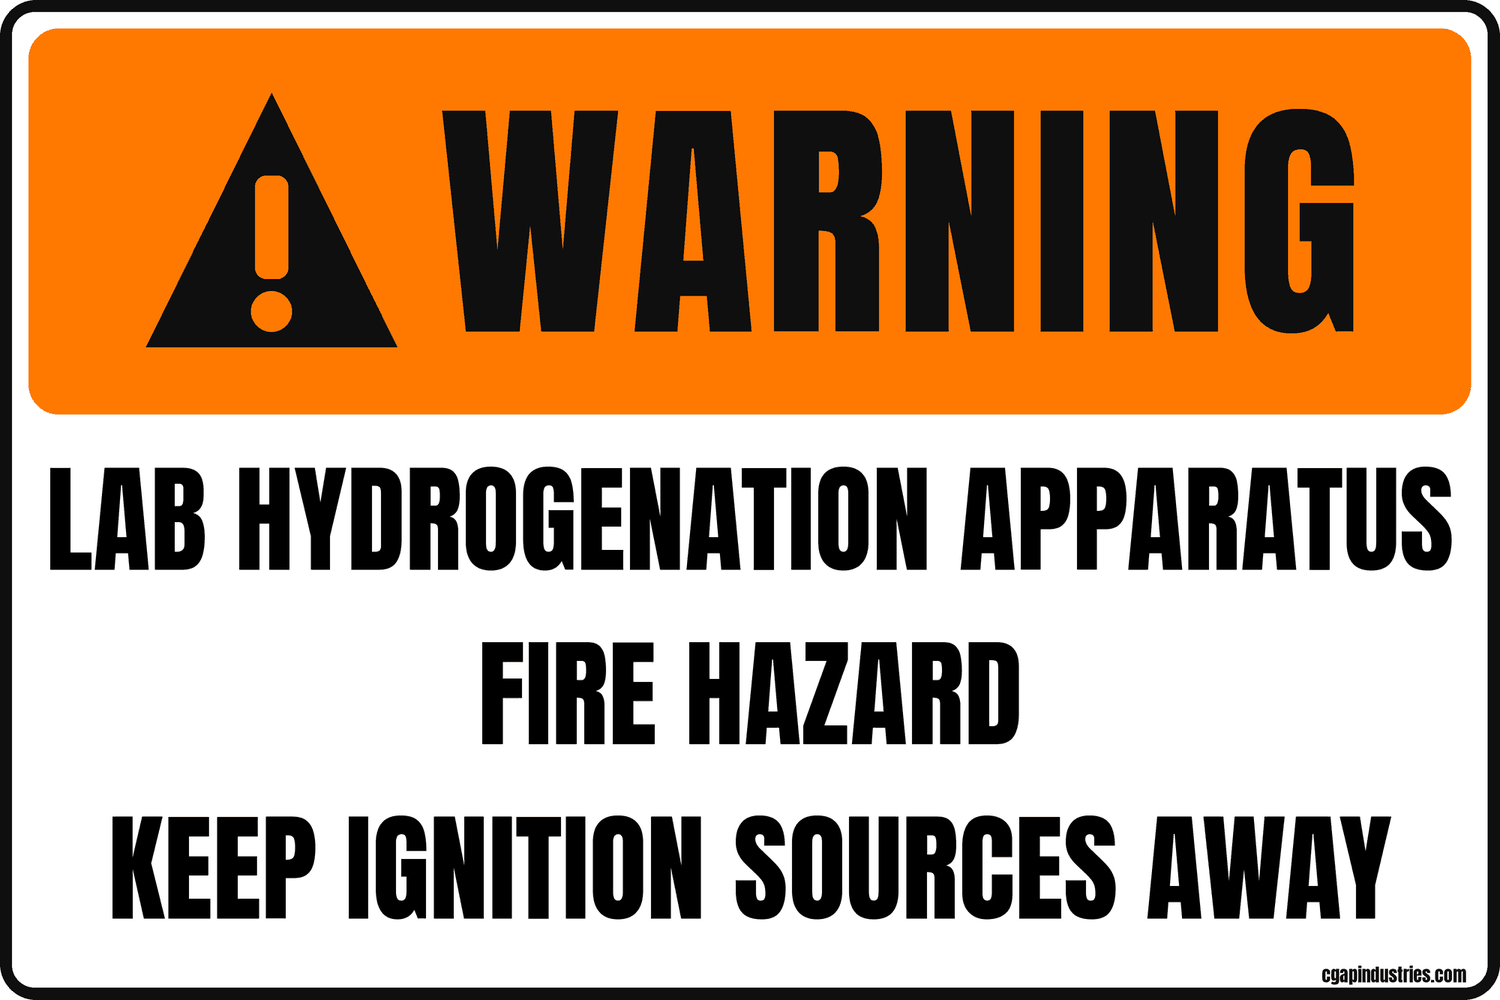 WARNING
LAB HYDROGENATION APPARATUS
FIRE HAZARD
KEEP IGNITION SOURCES AWAY
cgapindustries.com